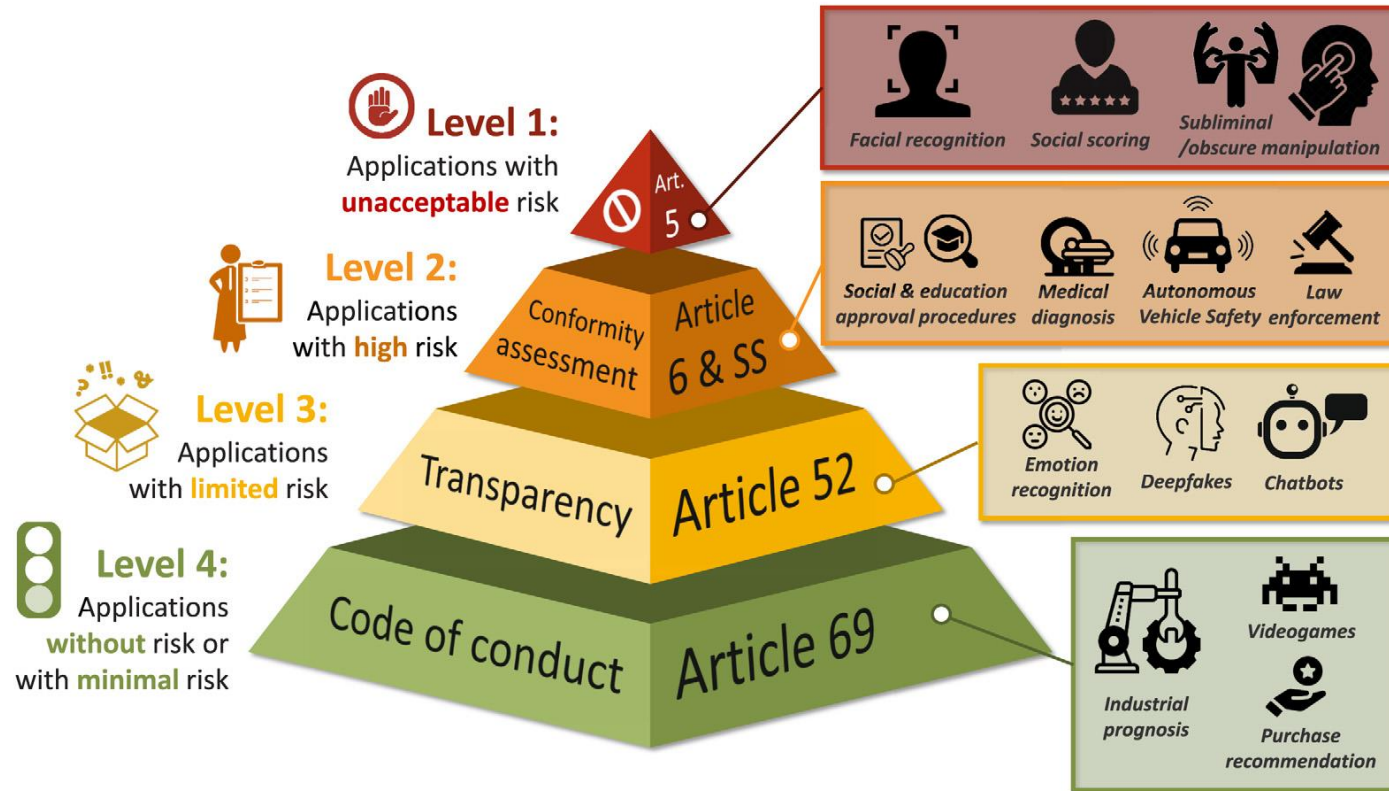 Level 1:
Applications with
unacceptable risk
Art.
5
Facial recognition
Social scoring
Subliminal
/obscure manipulation
Level 2:
Applications
with high risk
Conformity
assessment
Article
6 & SS
Social & education
approval procedures
Medical
diagnosis
Autonomous
Vehicle Safety
Law
enforcement
?*!!*&
Level 3:
Applications
with limited risk
Transparency
Article 52
Emotion
recognition
Deepfakes
Chatbots
Level 4:
Applications
without risk or
with minimal risk
Code of conduct
Article 69
Industrial
prognosis
Videogames
Purchase
recommendation